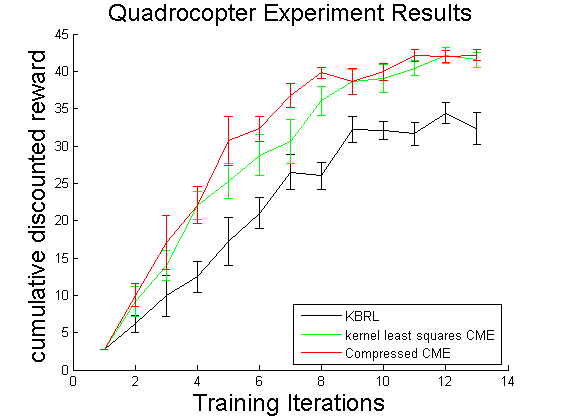 Quadrocopter Experiment Results
cumulative discounted reward
45
40
35
30
25
20
15
10
5
0
0 2 4 6 8 10 12 14
Training Iterations
KBRL
kernel least squares CME
Compressed CME